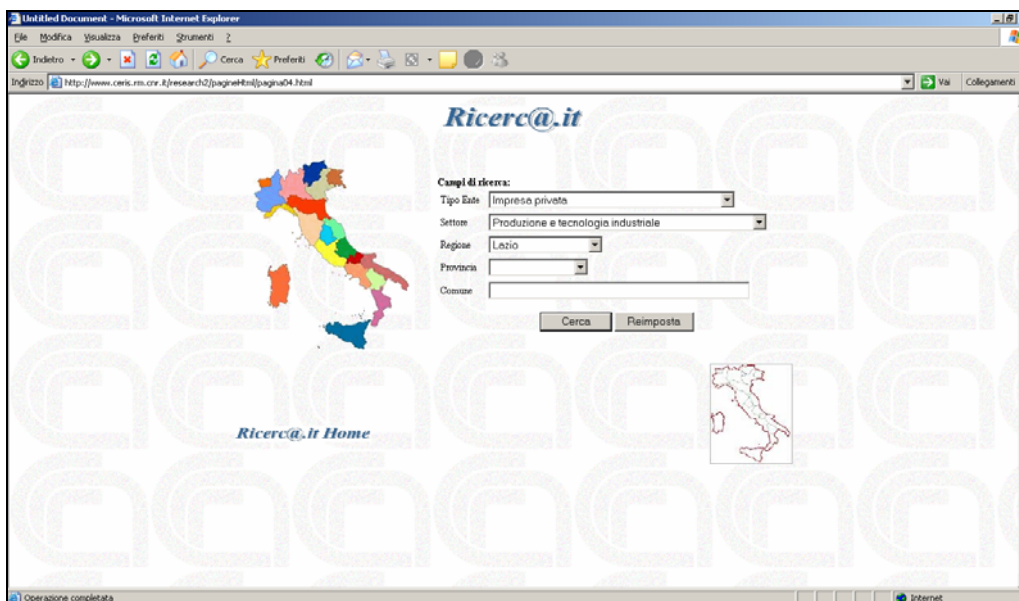 Untitled Document - Microsoft Internet Explorer
File Modifica Visualizza Preferiti Strumenti ?
Indietro Cerca Preferiti
Indirizzo http://www.ceris.rm.cnr.it/research2/pagineHtml/pagina04.html Vai Collegamenti
Ricerc@.it
Campi di ricerca:
Tipo Ente Impresa privata
Settore Produzione e tecnologia industriale
Regione Lazio
Provincia
Comune
Cerca Reimposta
Ricerc@.it Home
Operazione completata Internet